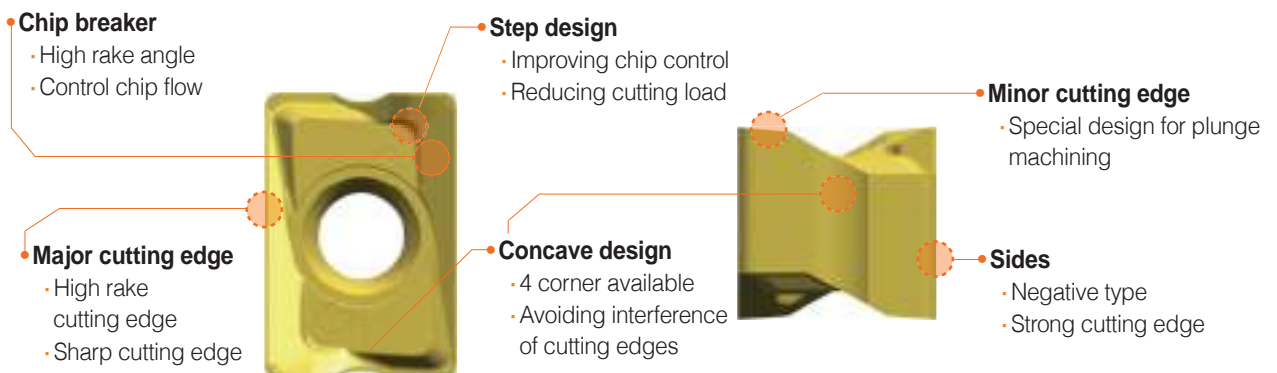 Chip breaker
· High rake angle
· Control chip flow
Step design
· Improving chip control
· Reducing cutting load
Minor cutting edge
· Special design for plunge
machining
Major cutting edge
· High rake
cutting edge
· Sharp cutting edge
Concave design
· 4 corner available
· Avoiding interference
of cutting edges
Sides
· Negative type
· Strong cutting edge